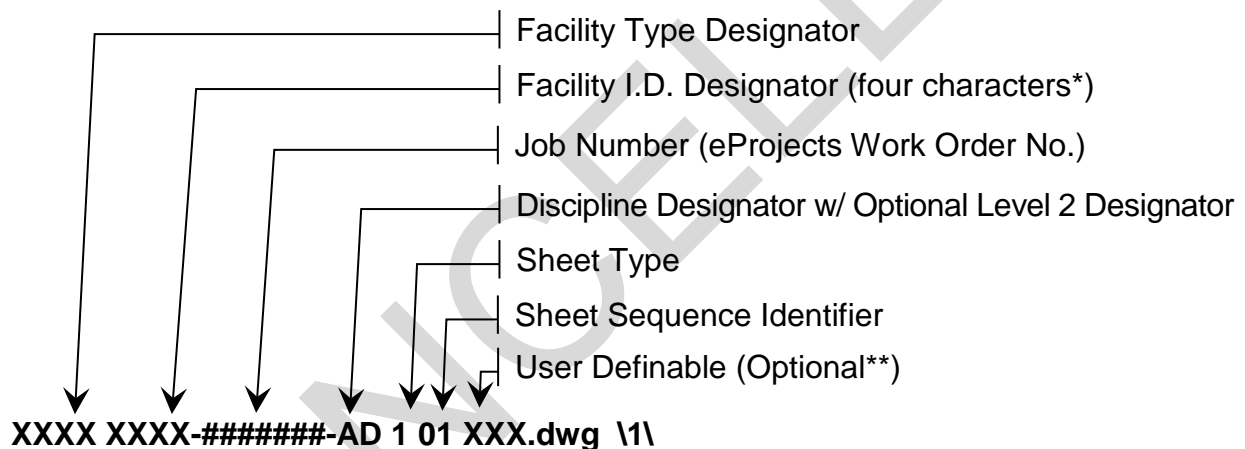 Facility Type Designator
Facility I.D. Designator (four characters*)
Job Number (eProjects Work Order No.)
Discipline Designator w/ Optional Level 2 Designator
Sheet Type
Sheet Sequence Identifier
User Definable (Optional**)
XXXX XXXX-#######-AD 1 01 XXX.dwg \1\
NCELL